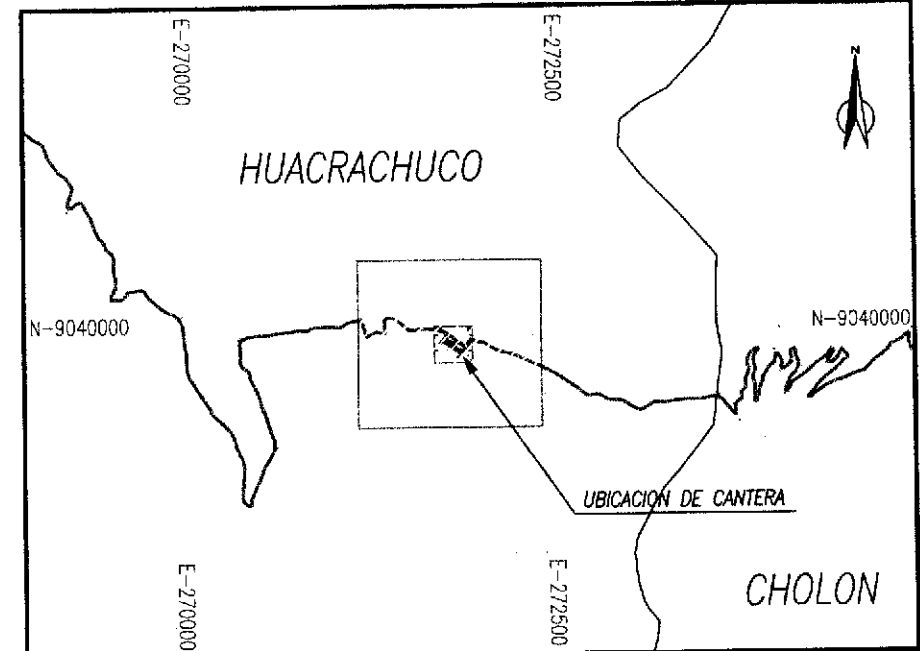 E-270000
E-272500
N
HUACRACHUCO
N-9040000
N-9040000
UBICACION DE CANTERA
E-270000
E-272500
CHOLON